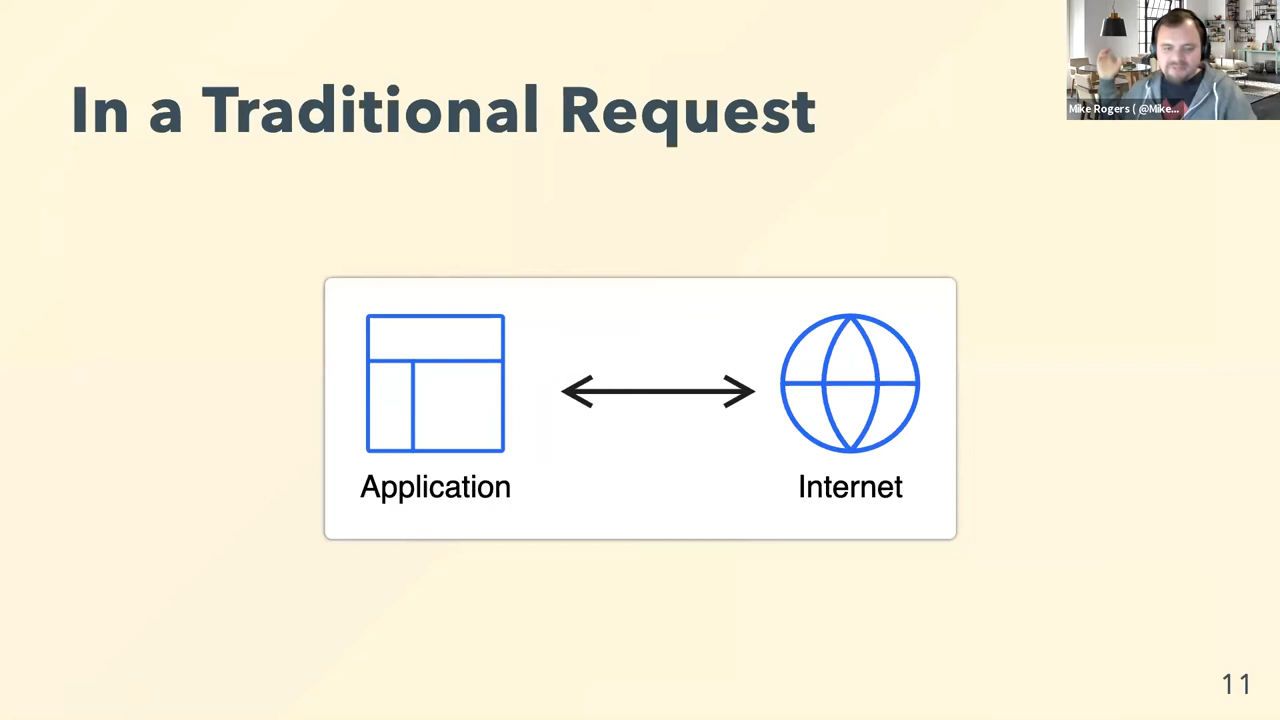 In a Traditional Request
Mike Rogers ( @Mike...
Application
Internet
11